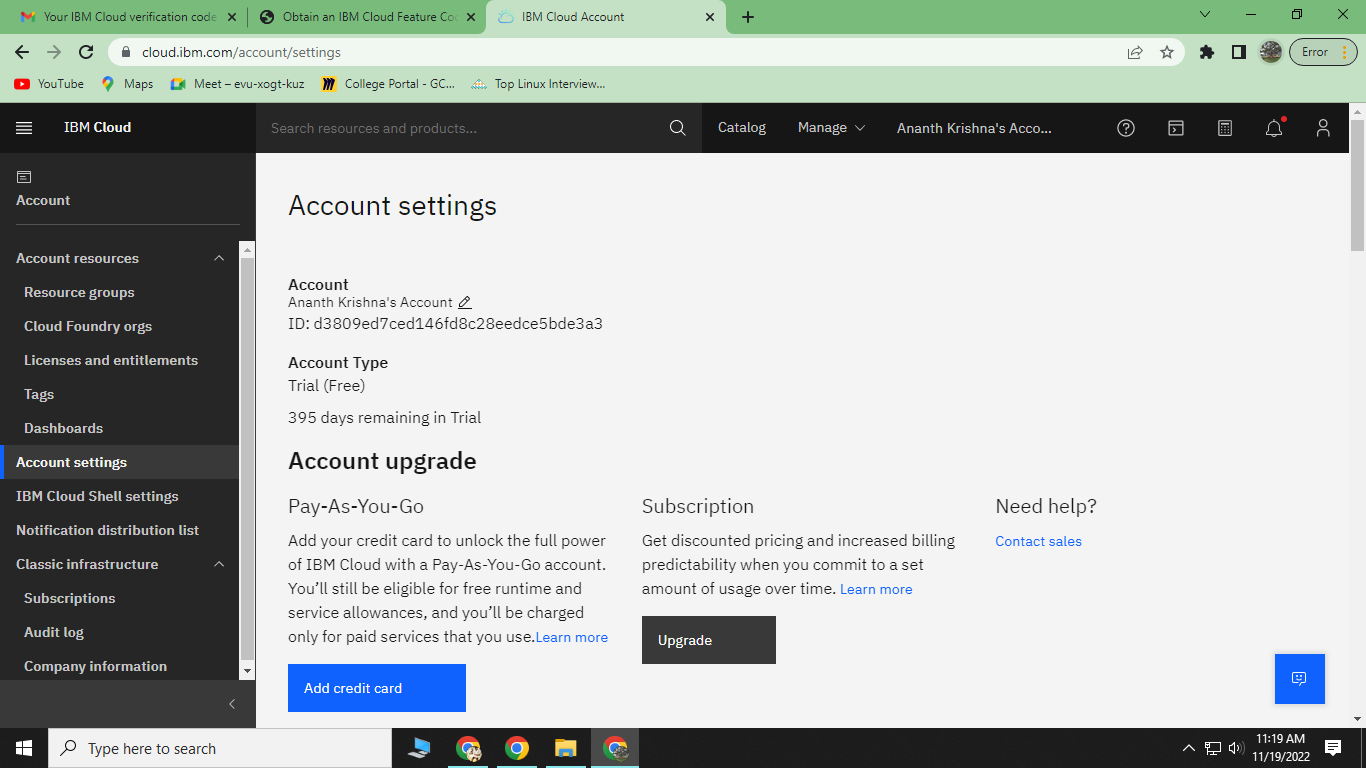 Your IBM Cloud verification code
Obtain an IBM Cloud Feature Coc
IBM Cloud Account
cloud.ibm.com/account/settings
Error
YouTube
Maps
Meet – evu-xogt-kuz
College Portal - GC...
Top Linux Interview...
IBM Cloud
Search resources and products...
Catalog
Manage
Ananth Krishna's Acco...
Account
Account resources
Resource groups
Cloud Foundry orgs
Licenses and entitlements
Tags
Dashboards
Account settings
IBM Cloud Shell settings
Notification distribution list
Classic infrastructure
Subscriptions
Audit log
Company information
Account settings
Account
Ananth Krishna's Account
ID: d3809ed7ced146fd8c28eedce5bde3a3
Account Type
Trial (Free)
395 days remaining in Trial
Account upgrade
Pay-As-You-Go
Add your credit card to unlock the full power
of IBM Cloud with a Pay-As-You-Go account.
You’ll still be eligible for free runtime and
service allowances, and you’ll be charged
only for paid services that you use.Learn more
Add credit card
Subscription
Get discounted pricing and increased billing
predictability when you commit to a set
amount of usage over time. Learn more
Upgrade
Need help?
Contact sales
Type here to search
11:19 AM
11/19/2022